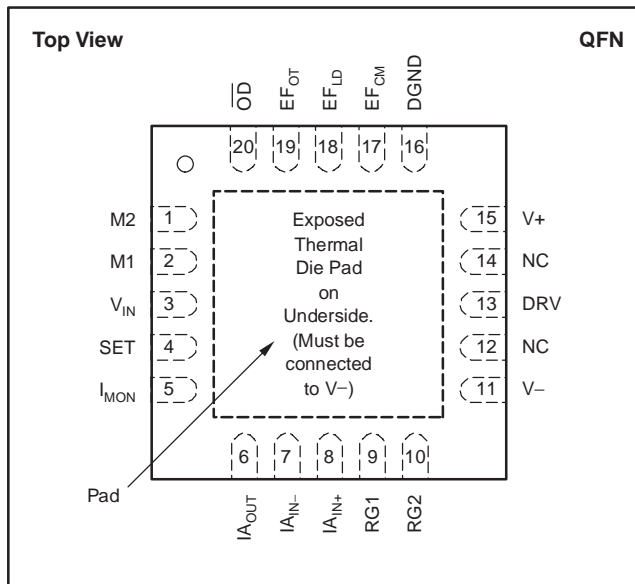 Top View
QFN
OD
EF_OT
EF_LD
EF_CM
DGND
20
19
18
17
16
M2
1
M1
2
V_IN
3
SET
4
I_MON
5
Exposed
Thermal
Die Pad
on
Underside.
(Must be
connected
to V−)
15
V+
14
NC
13
DRV
12
NC
11
V−
Pad
6
7
8
9
10
IA_OUT
IA_IN−
IA_IN+
RG1
RG2